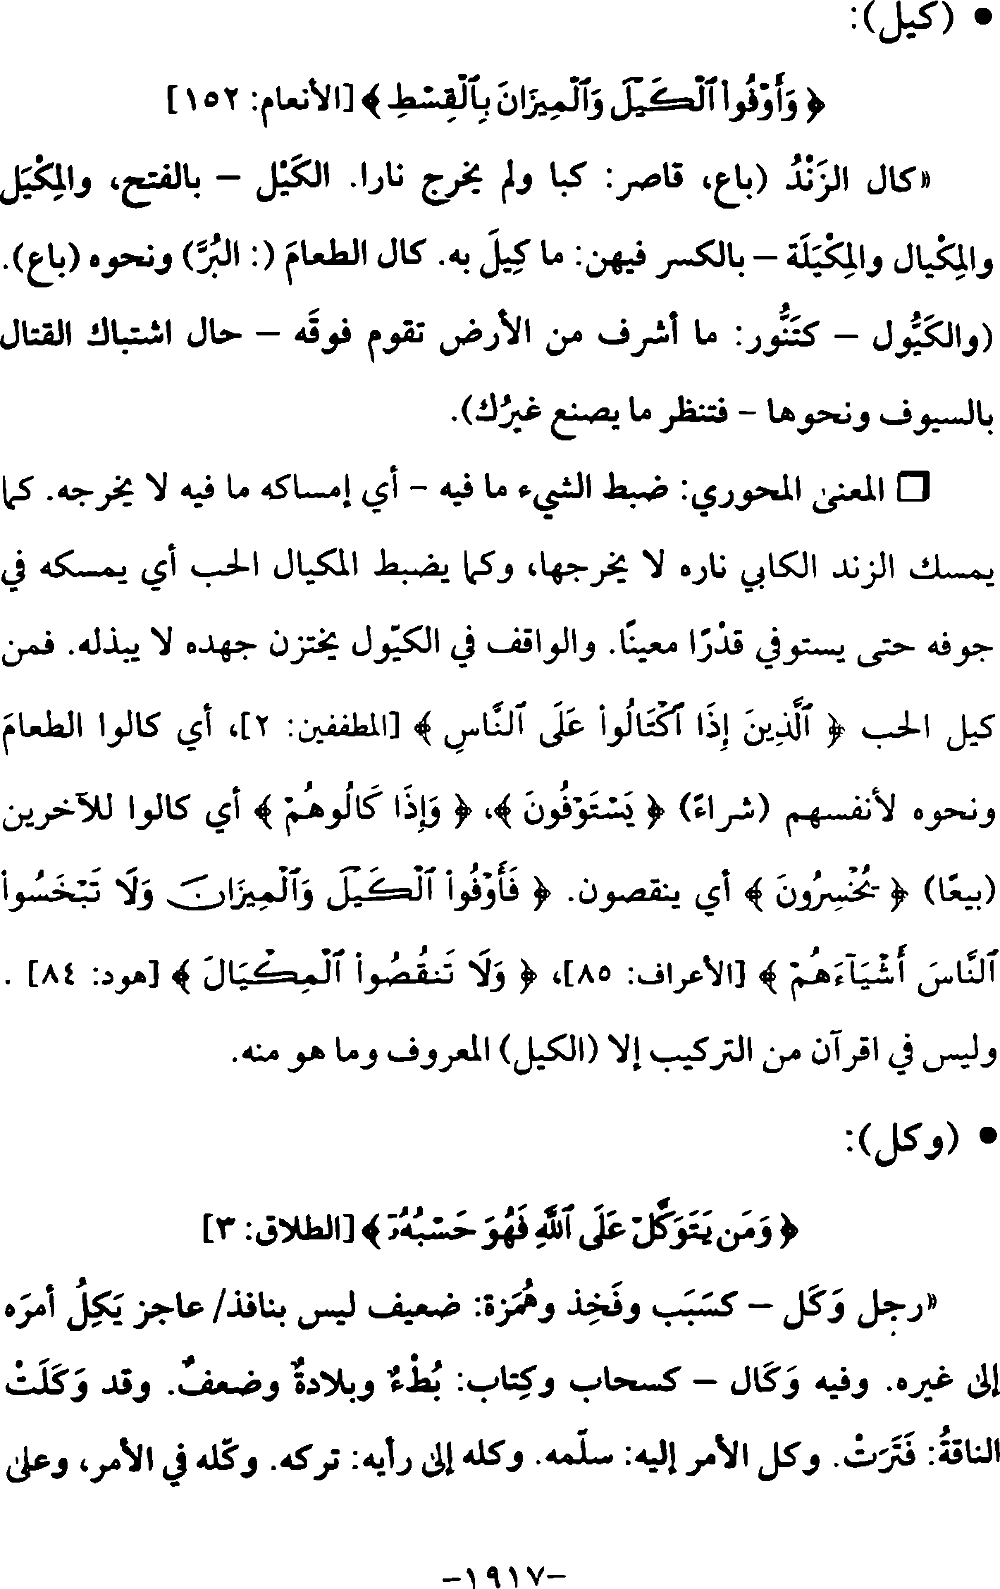 • (كيل):
﴿ وَأَوْفُوا۟ ٱلْكَيْلَ وَٱلْمِيزَانَ بِٱلْقِسْطِ ﴾ [الأنعام: ١٥٢]
«كال الزَنْدُ (باع، قاصر: كبا ولم يخرج نارا. الكَيْل – بالفتح، والمِكْيَل
والمِكْيال والمِكْيَلَة – بالكسر فيهن: ما كِيلَ به. كال الطعامَ (: البُرَّ) ونحوه (باع).
(والكَيُّول – كتَنُّور: ما أشرف من الأرض تقوم فوقَه – حال اشتباك القتال
بالسيوف ونحوها – فتنظر ما يصنع غيرُك).
❒ المعنىٰ المحوري: ضبط الشيء ما فيه – أي إمساكه ما فيه لا يخرجه. كما
يمسك الزند الكابي ناره لا يخرجها، وكما يضبط المكيال الحب أي يمسكه في
جوفه حتى يستوفي قدْرًا معينًا. والواقف في الكيّول يختزن جهده لا يبذله. فمن
كيل الحب ﴿ ٱلَّذِينَ إِذَا ٱكْتَالُوا۟ عَلَى ٱلنَّاسِ ﴾ [المطففين: ٢]، أي كالوا الطعامَ
ونحوه لأنفسهم (شراءً) ﴿ يَسْتَوْفُونَ ﴾، ﴿ وَإِذَا كَالُوهُمْ ﴾ أي كالوا للآخرين
(بيعًا) ﴿ يُخْسِرُونَ ﴾ أي ينقصون. ﴿ فَأَوْفُوا۟ ٱلْكَيْلَ وَٱلْمِيزَانَ وَلَا تَبْخَسُوا۟
ٱلنَّاسَ أَشْيَآءَهُمْ ﴾ [الأعراف: ٨٥]، ﴿ وَلَا تَنقُصُوا۟ ٱلْمِكْيَالَ ﴾ [هود: ٨٤] .
وليس في اقرآن من التركيب إلا (الكيل) المعروف وما هو منه.
• (وكل):
﴿ وَمَن يَتَوَكَّلْ عَلَى ٱللَّهِ فَهُوَ حَسْبُهُۥٓ ﴾ [الطلاق: ٣]
«رجل وَكَل – كسَبَب وفَخِذ وهُمَزة: ضعيف ليس بنافذ/ عاجز يَكِلُ أمرَه
إلىٰ غيره. وفيه وَكَال – كسحاب وكِتاب: بُطْءٌ وبلادةٌ وضعفٌ. وقد وَكَلَتْ
الناقةُ: فَتَرَتْ. وكل الأمر إليه: سلّمه. وكله إلىٰ رأيه: تركه. وكّله في الأمر، وعلىٰ
-١٩١٧-